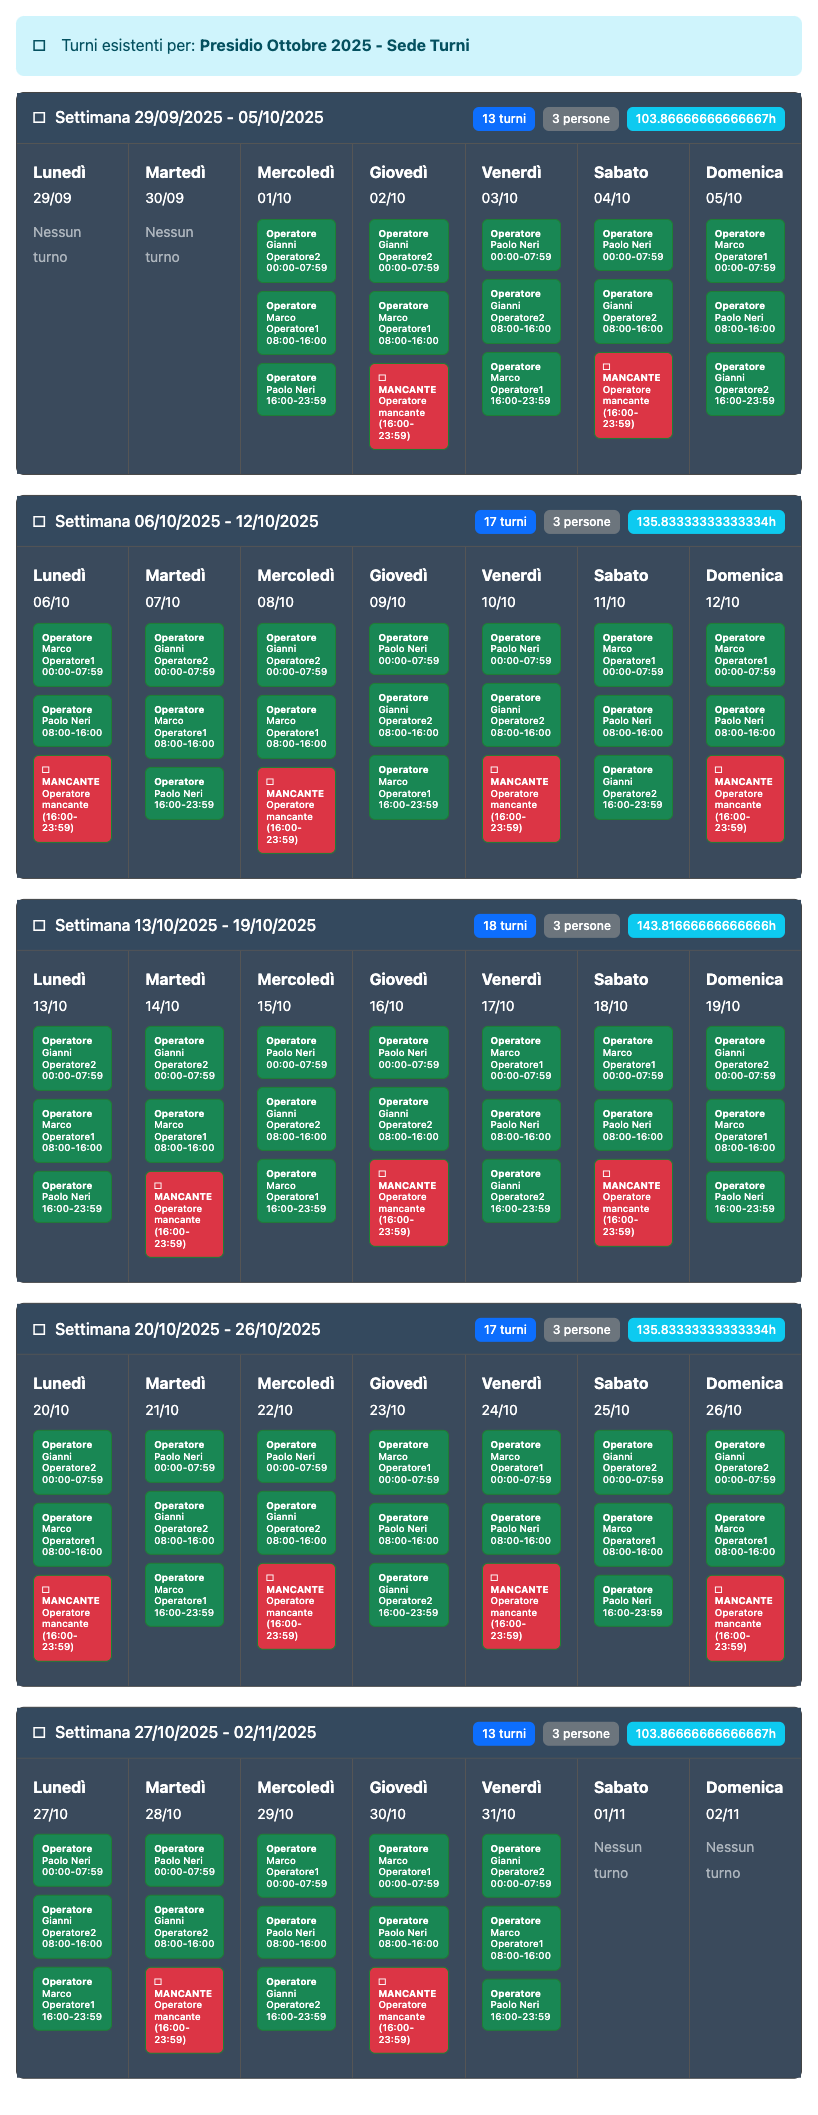 Turni esistenti per: Presidio Ottobre 2025 - Sede Turni
Settimana 29/09/2025 - 05/10/2025
13 turni
3 persone
103.86666666666667h
Lunedì
29/09
Nessun
turno
Martedì
30/09
Nessun
turno
Mercoledì
01/10
Operatore
Gianni
Operatore2
00:00-07:59
Operatore
Marco
Operatore1
08:00-16:00
Operatore
Paolo Neri
16:00-23:59
Giovedì
02/10
Operatore
Gianni
Operatore2
00:00-07:59
Operatore
Marco
Operatore1
08:00-16:00
MANCANTE
Operatore
mancante
(16:00-
23:59)
Venerdì
03/10
Operatore
Paolo Neri
00:00-07:59
Operatore
Gianni
Operatore2
08:00-16:00
Operatore
Marco
Operatore1
16:00-23:59
Sabato
04/10
Operatore
Paolo Neri
00:00-07:59
Operatore
Gianni
Operatore2
08:00-16:00
MANCANTE
Operatore
mancante
(16:00-
23:59)
Domenica
05/10
Operatore
Marco
Operatore1
00:00-07:59
Operatore
Paolo Neri
08:00-16:00
Operatore
Gianni
Operatore2
16:00-23:59
Settimana 06/10/2025 - 12/10/2025
17 turni
3 persone
135.83333333333334h
Lunedì
06/10
Operatore
Marco
Operatore1
00:00-07:59
Operatore
Paolo Neri
08:00-16:00
MANCANTE
Operatore
mancante
(16:00-
23:59)
Martedì
07/10
Operatore
Gianni
Operatore2
00:00-07:59
Operatore
Marco
Operatore1
08:00-16:00
Operatore
Paolo Neri
16:00-23:59
Mercoledì
08/10
Operatore
Gianni
Operatore2
00:00-07:59
Operatore
Marco
Operatore1
08:00-16:00
MANCANTE
Operatore
mancante
(16:00-
23:59)
Giovedì
09/10
Operatore
Paolo Neri
00:00-07:59
Operatore
Gianni
Operatore2
08:00-16:00
Operatore
Marco
Operatore1
16:00-23:59
Venerdì
10/10
Operatore
Paolo Neri
00:00-07:59
Operatore
Gianni
Operatore2
08:00-16:00
MANCANTE
Operatore
mancante
(16:00-
23:59)
Sabato
11/10
Operatore
Marco
Operatore1
00:00-07:59
Operatore
Paolo Neri
08:00-16:00
Operatore
Gianni
Operatore2
16:00-23:59
Domenica
12/10
Operatore
Marco
Operatore1
00:00-07:59
Operatore
Paolo Neri
08:00-16:00
MANCANTE
Operatore
mancante
(16:00-
23:59)
Settimana 13/10/2025 - 19/10/2025
18 turni
3 persone
143.81666666666666h
Lunedì
13/10
Operatore
Gianni
Operatore2
00:00-07:59
Operatore
Marco
Operatore1
08:00-16:00
Operatore
Paolo Neri
16:00-23:59
Martedì
14/10
Operatore
Gianni
Operatore2
00:00-07:59
Operatore
Marco
Operatore1
08:00-16:00
MANCANTE
Operatore
mancante
(16:00-
23:59)
Mercoledì
15/10
Operatore
Paolo Neri
00:00-07:59
Operatore
Gianni
Operatore2
08:00-16:00
Operatore
Marco
Operatore1
16:00-23:59
Giovedì
16/10
Operatore
Paolo Neri
00:00-07:59
Operatore
Gianni
Operatore2
08:00-16:00
MANCANTE
Operatore
mancante
(16:00-
23:59)
Venerdì
17/10
Operatore
Marco
Operatore1
00:00-07:59
Operatore
Paolo Neri
08:00-16:00
Operatore
Gianni
Operatore2
16:00-23:59
Sabato
18/10
Operatore
Marco
Operatore1
00:00-07:59
Operatore
Paolo Neri
08:00-16:00
MANCANTE
Operatore
mancante
(16:00-
23:59)
Domenica
19/10
Operatore
Gianni
Operatore2
00:00-07:59
Operatore
Marco
Operatore1
08:00-16:00
Operatore
Paolo Neri
16:00-23:59
Settimana 20/10/2025 - 26/10/2025
17 turni
3 persone
135.83333333333334h
Lunedì
20/10
Operatore
Gianni
Operatore2
00:00-07:59
Operatore
Marco
Operatore1
08:00-16:00
MANCANTE
Operatore
mancante
(16:00-
23:59)
Martedì
21/10
Operatore
Paolo Neri
00:00-07:59
Operatore
Gianni
Operatore2
08:00-16:00
Operatore
Marco
Operatore1
16:00-23:59
Mercoledì
22/10
Operatore
Paolo Neri
00:00-07:59
Operatore
Gianni
Operatore2
08:00-16:00
MANCANTE
Operatore
mancante
(16:00-
23:59)
Giovedì
23/10
Operatore
Marco
Operatore1
00:00-07:59
Operatore
Paolo Neri
08:00-16:00
Operatore
Gianni
Operatore2
16:00-23:59
Venerdì
24/10
Operatore
Marco
Operatore1
00:00-07:59
Operatore
Paolo Neri
08:00-16:00
MANCANTE
Operatore
mancante
(16:00-
23:59)
Sabato
25/10
Operatore
Gianni
Operatore2
00:00-07:59
Operatore
Marco
Operatore1
08:00-16:00
Operatore
Paolo Neri
16:00-23:59
Domenica
26/10
Operatore
Gianni
Operatore2
00:00-07:59
Operatore
Marco
Operatore1
08:00-16:00
MANCANTE
Operatore
mancante
(16:00-
23:59)
Settimana 27/10/2025 - 02/11/2025
13 turni
3 persone
103.86666666666667h
Lunedì
27/10
Operatore
Paolo Neri
00:00-07:59
Operatore
Gianni
Operatore2
08:00-16:00
Operatore
Marco
Operatore1
16:00-23:59
Martedì
28/10
Operatore
Paolo Neri
00:00-07:59
Operatore
Gianni
Operatore2
08:00-16:00
MANCANTE
Operatore
mancante
(16:00-
23:59)
Mercoledì
29/10
Operatore
Marco
Operatore1
00:00-07:59
Operatore
Paolo Neri
08:00-16:00
Operatore
Gianni
Operatore2
16:00-23:59
Giovedì
30/10
Operatore
Marco
Operatore1
00:00-07:59
Operatore
Paolo Neri
08:00-16:00
MANCANTE
Operatore
mancante
(16:00-
23:59)
Venerdì
31/10
Operatore
Gianni
Operatore2
00:00-07:59
Operatore
Marco
Operatore1
08:00-16:00
Operatore
Paolo Neri
16:00-23:59
Sabato
01/11
Nessun
turno
Domenica
02/11
Nessun
turno